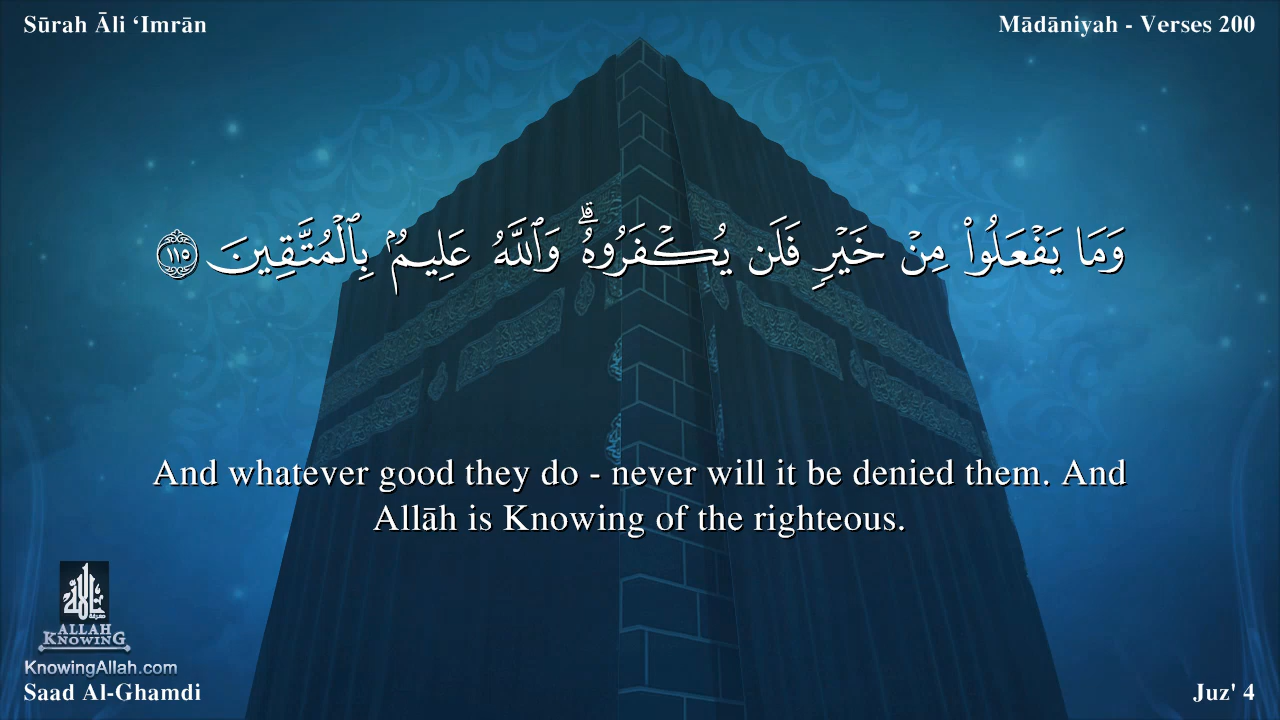 Sūrah Āli ‘Imrān
Mādāniyah - Verses 200
وَمَا يَفْعَلُوا۟ مِنْ خَيْرٍ فَلَن يُكْفَرُوهُ ۗ وَٱللَّهُ عَلِيمٌۢ بِٱلْمُتَّقِينَ ١١٥
And whatever good they do - never will it be denied them. And
Allāh is Knowing of the righteous.
معرفة الله
ALLAH
KNOWING
KnowingAllah.com
Saad Al-Ghamdi
Juz' 4